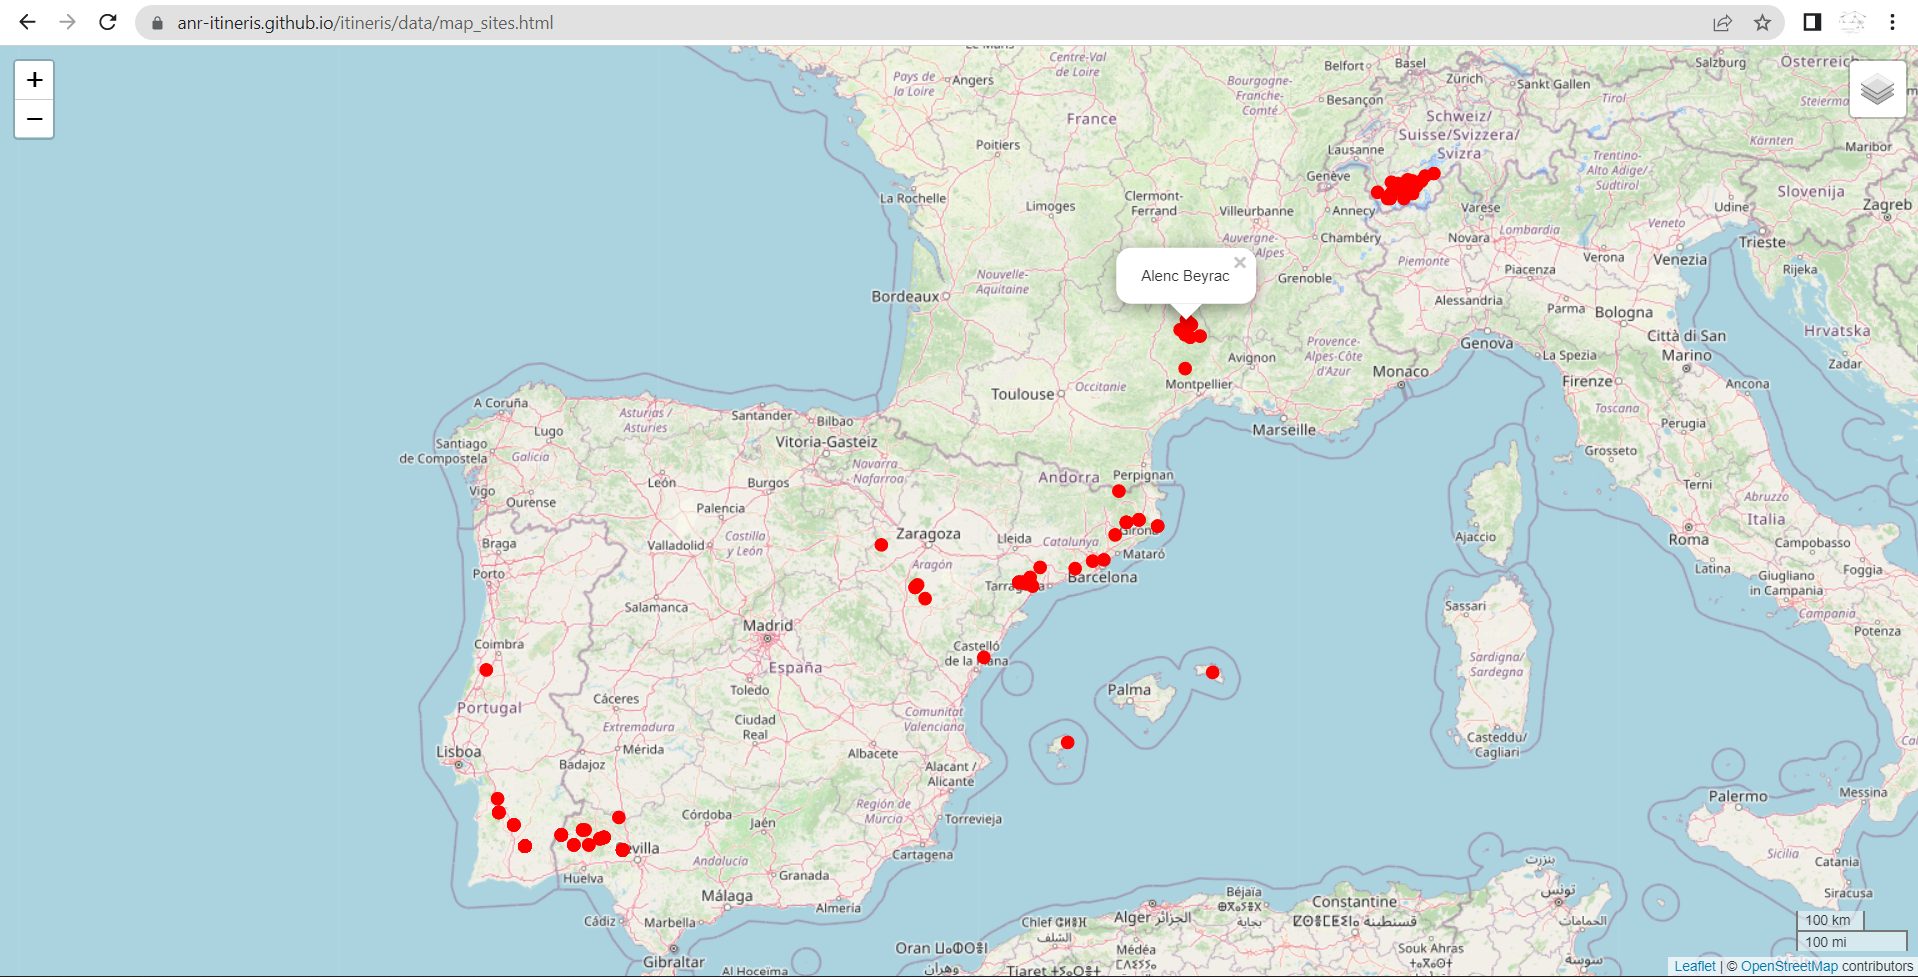 anr-itineris.github.io/itineris/data/map_sites.html
+
−
Pays de
la Loire
Angers
Centre-Val
de Loire
Bourgogne-
Franche-
Comté
Belfort
Basel
Zürich
Sankt Gallen
Besançon
Salzburg
Österreich
Tirol
Steiermark
France
Schweiz/
Suisse/Svizzera/
Svizra
Kärnten
Maribor
Poitiers
Lausanne
Trentino-
Alto Adige/
Südtirol
Genève
Slovenija
La Rochelle
Limoges
Clermont-
Ferrand
Villeurbanne
Annecy
Varese
Udine
Zagreb
Auvergne-
Alpes
Chambéry
Novara
Lombardia
Veneto
Trieste
Verona
Venezia
Piemonte
Piacenza
Rijeka
Nouvelle-
Aquitaine
Alenc Beyrac
Grenoble
Bordeaux
Alessandria
Parma
Bologna
Hrvatska
Città di San
Marino
Genova
Provence-
Alpes-Côte
d'Azur
Avignon
La Spezia
Zadar
Monaco
Firenze
Ancona
Toulouse
Occitanie
Montpellier
A Coruña
Asturias /
Asturies
Santander
Bilbao
Marseille
Toscana
Perugia
Lugo
Vitoria-Gasteiz
Santiago
de Compostela
Galicia
Grosseto
Navarra
Nafarroa
Andorra
Perpignan
Terni
Abruzzo
León
Burgos
Vigo
Ourense
Palencia
Italia
Castilla
y León
Zaragoza
Lleida
Catalunya
Girona
Ajaccio
Roma
Campobasso
Braga
Valladolid
Mataró
Aragón
Latina
Foggia
Porto
Barcelona
Giugliano
in Campania
Tarragona
Salamanca
Sassari
Campania
Madrid
Potenza
Coimbra
Castelló
de la Plana
España
Sardigna/
Sardegna
Toledo
Palma
Cáceres
Portugal
Comunitat
Valenciana
Ciudad
Real
Extremadura
Casteddu/
Cagliari
Lisboa
Mérida
Albacete
Badajoz
Alacant /
Alicante
Messina
Palermo
Región de
Murcia
Córdoba
Jaén
Torrevieja
Sevilla
Cartagena
Andalucía
Sicilia
Catania
Huelva
Granada
بنزرت
تونس
Siracusa
Málaga
Almería
Béjaïa
بجاية
Constantine
قسنطينة
Cádiz
Marbella
Chlef
الشلف
Alger الجزائر
الحمامات
100 km
100 mi
Oran
وهران
Médéa
المدية
Souk Ahras
سوسة
Gibraltar
Al Hoceïma
Tiaret
Leaflet | © OpenStreetMap contributors